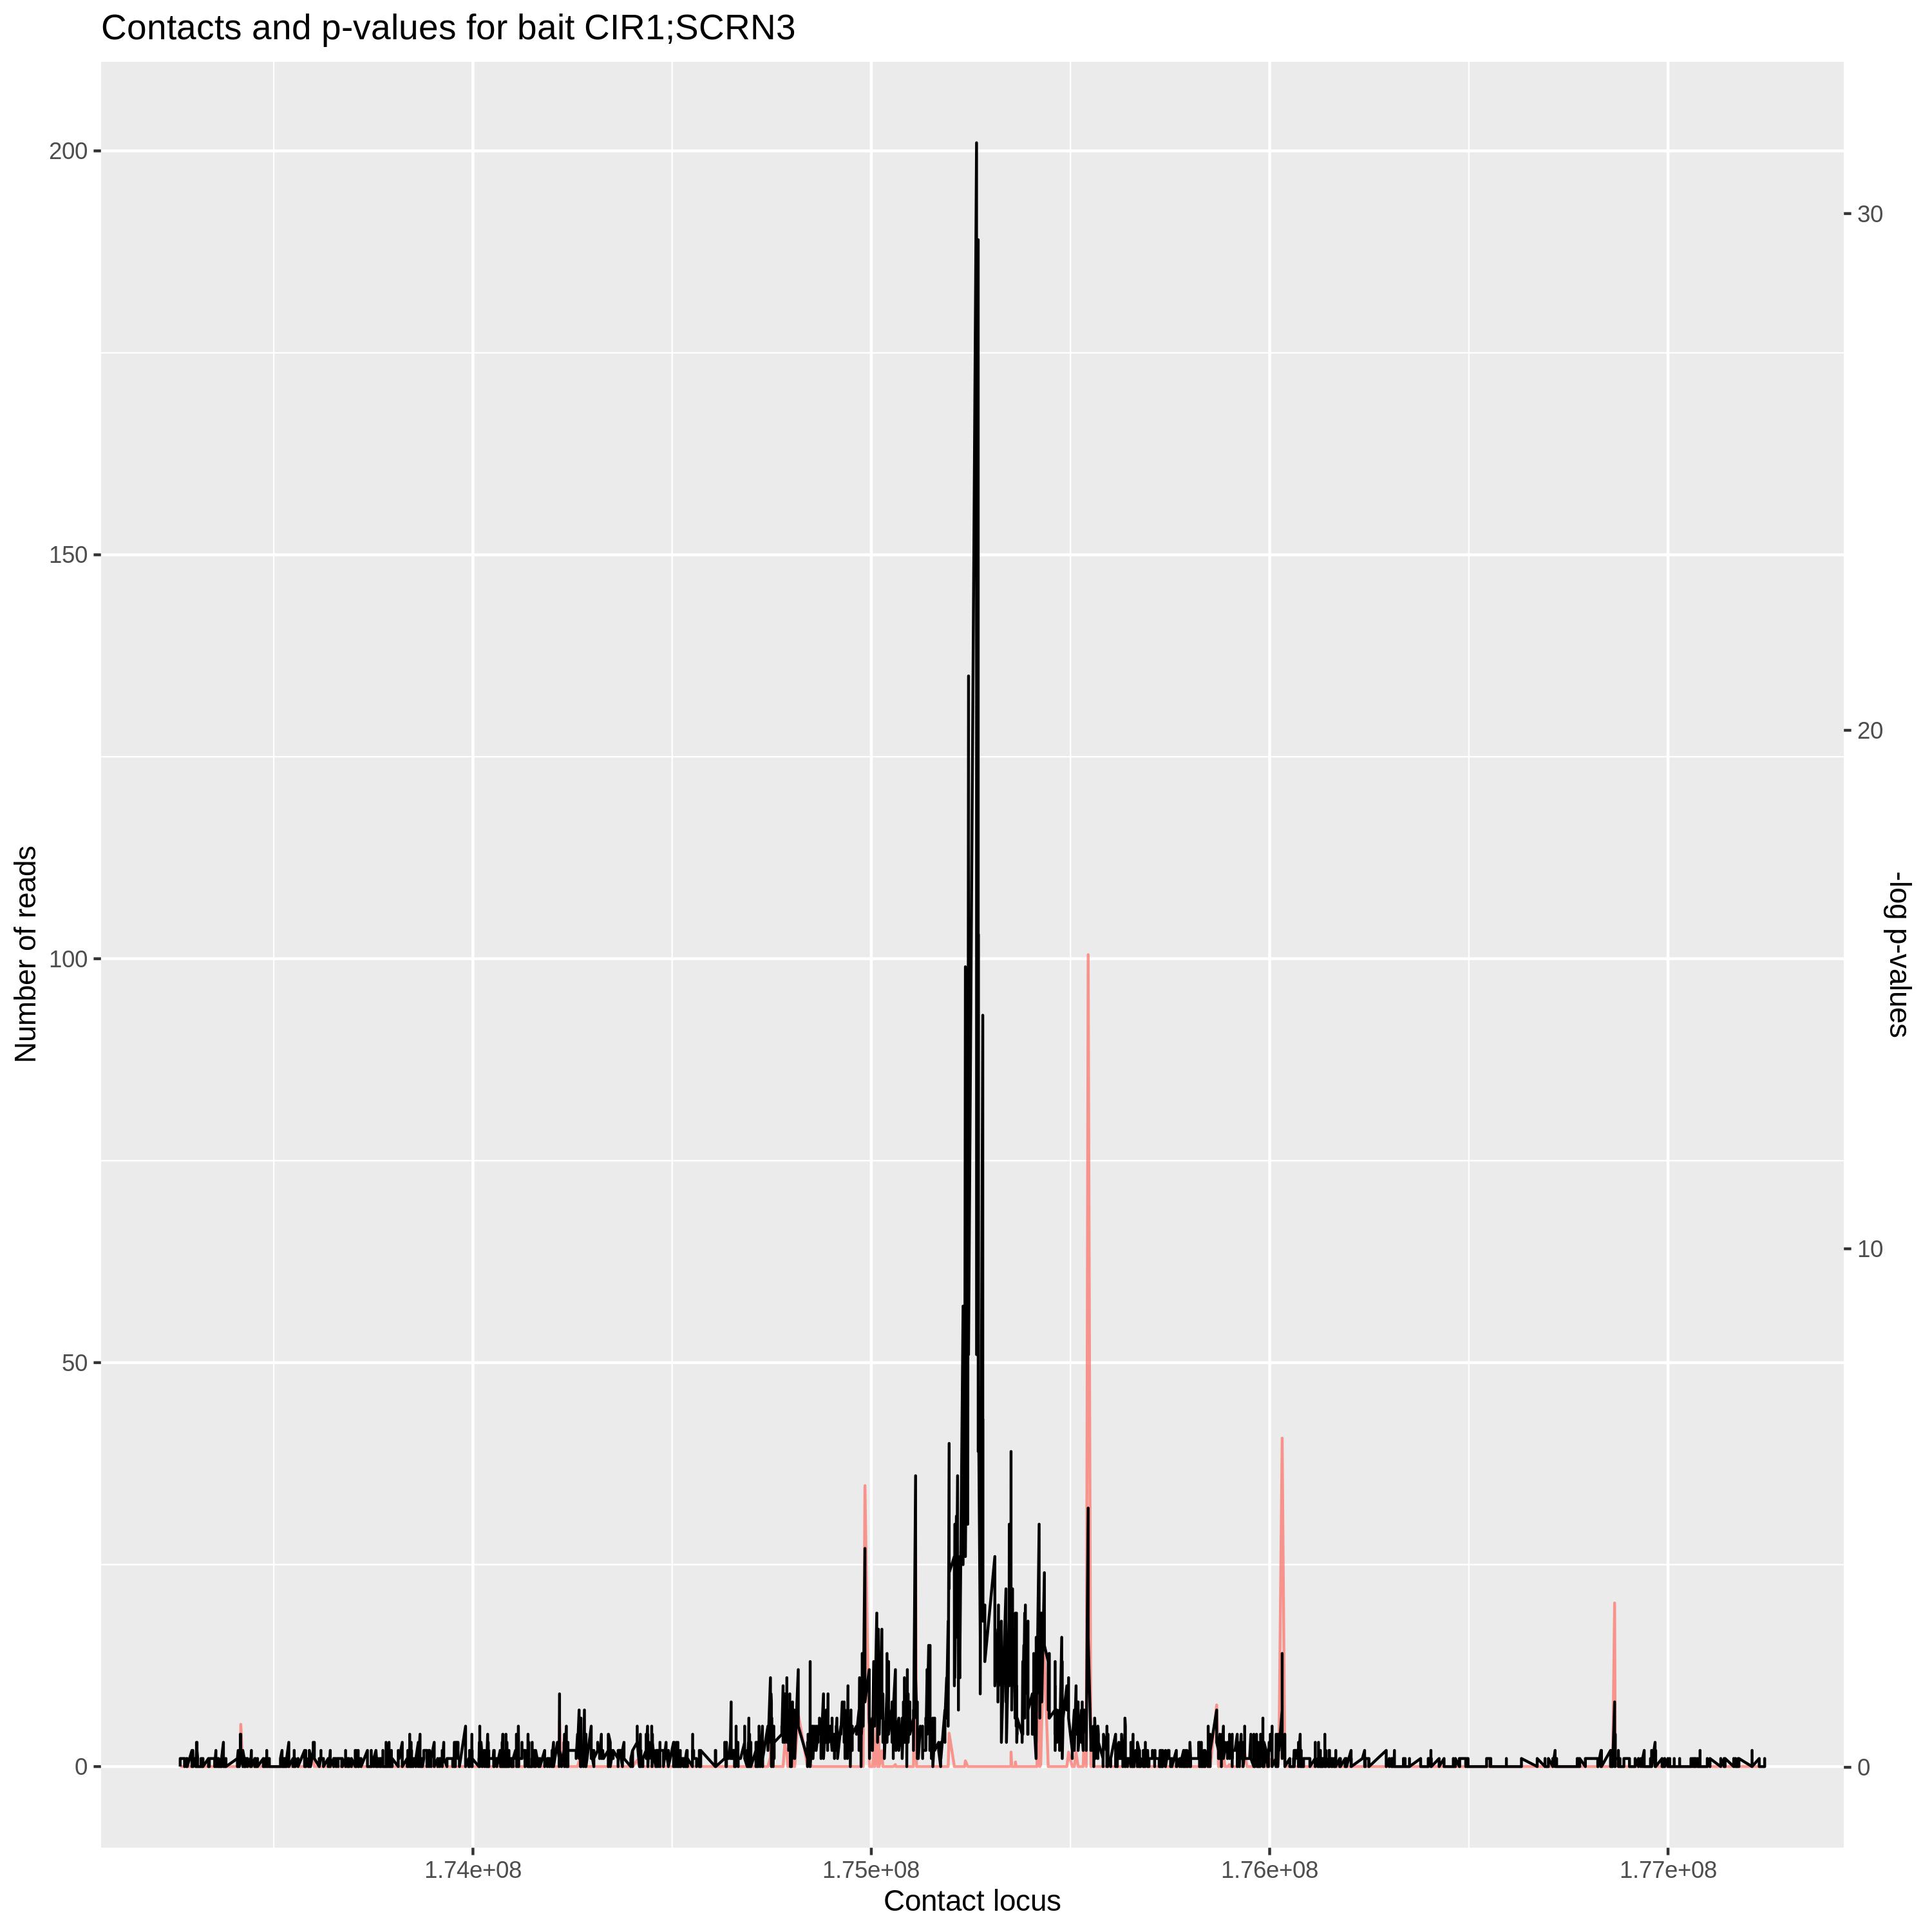 Contacts and p-values for bait CIR1;SCRN3
200
150
100
50
0
Number of reads
30
20
10
0
-log p-values
1.74e+08
1.75e+08
1.76e+08
1.77e+08
Contact locus